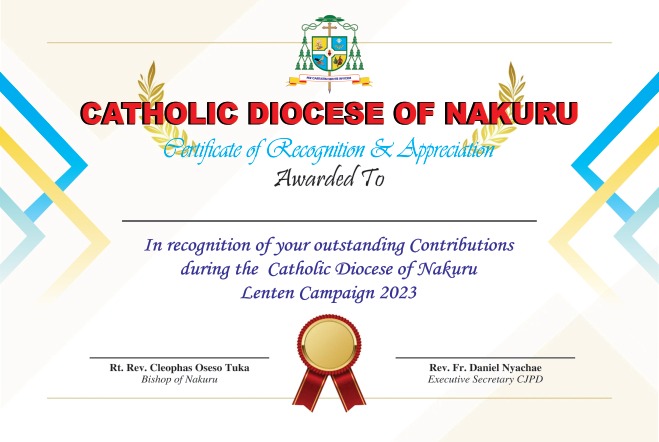 CATHOLIC DIOCESE OF NAKURU
Certificate of Recognition & Appreciation
Awarded To
In recognition of your outstanding Contributions
during the Catholic Diocese of Nakuru
Lenten Campaign 2023
Rt. Rev. Cleophas Oseso Tuka
Bishop of Nakuru
Rev. Fr. Daniel Nyachae
Executive Secretary CJPD